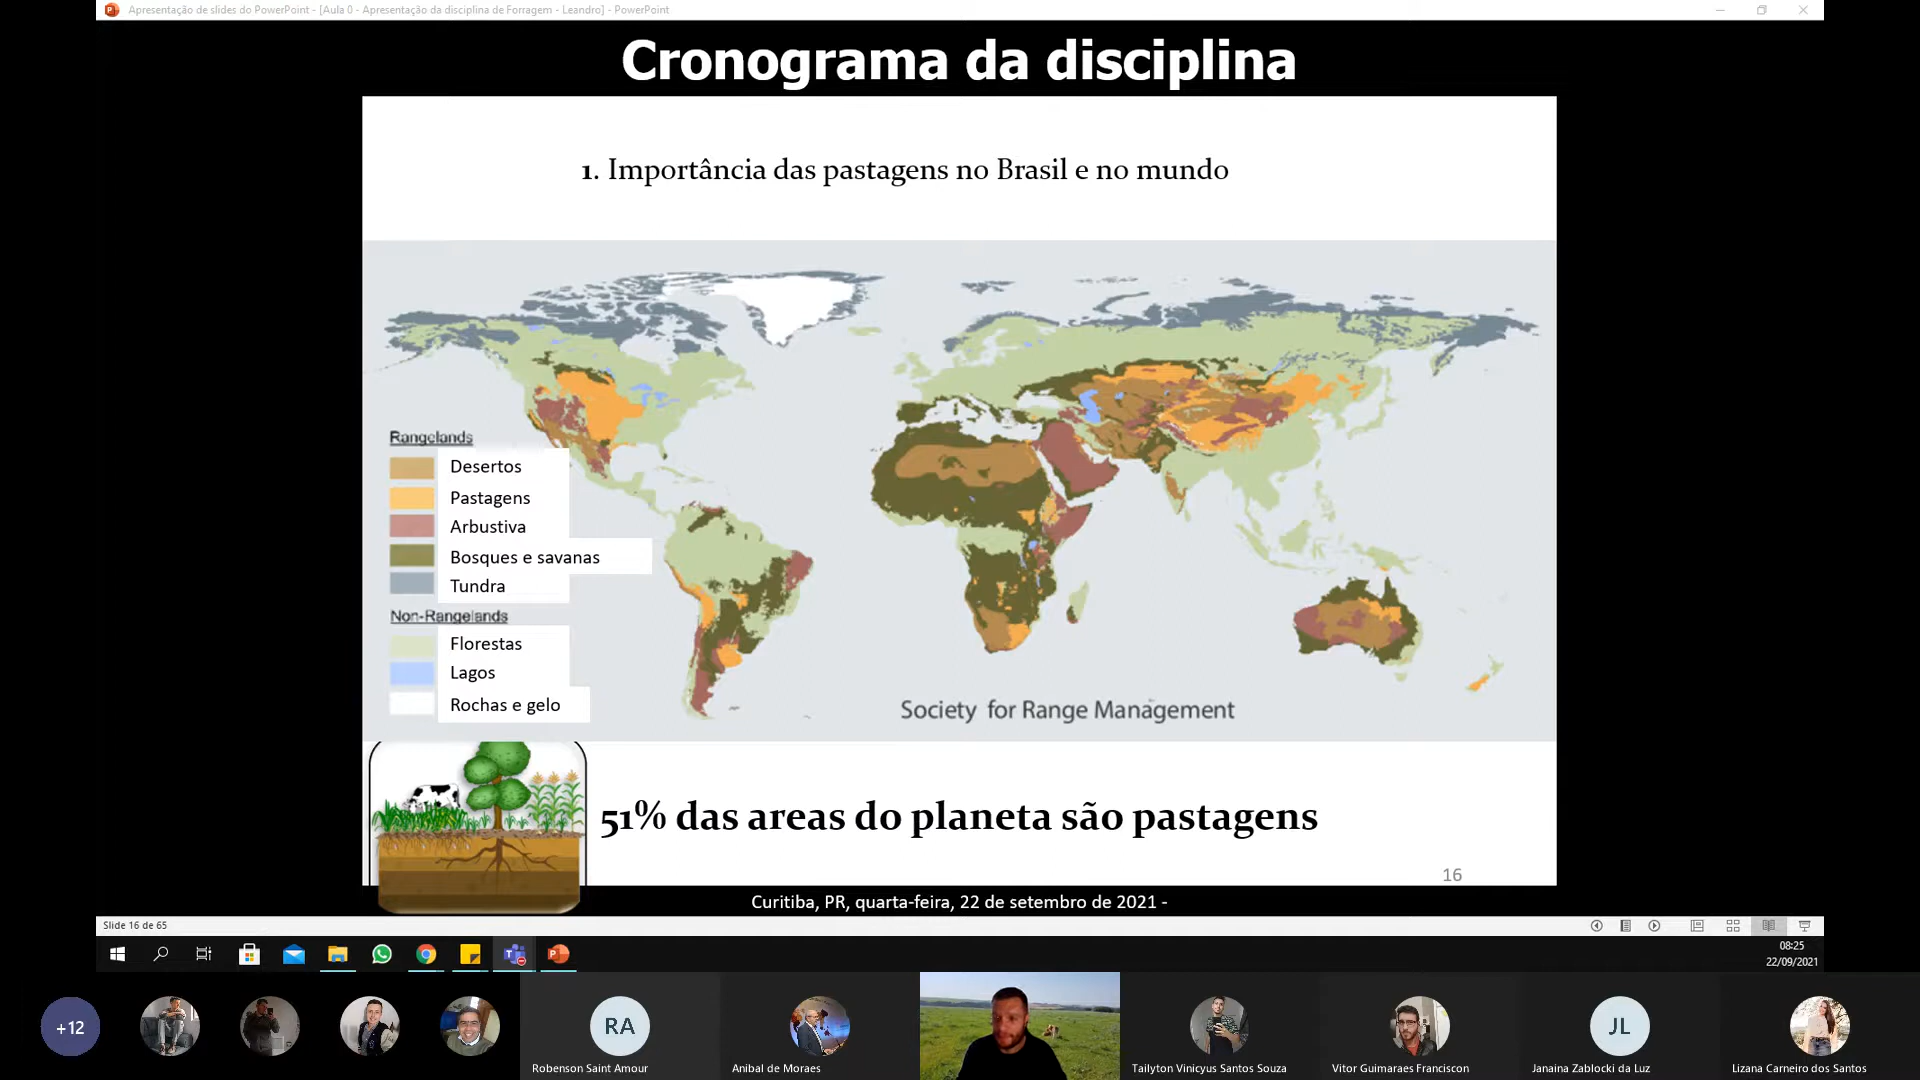 Apresentação de slides do PowerPoint - [Aula 0 - Apresentação da disciplina de Forragem - Leandro] - PowerPoint
Cronograma da disciplina
1. Importância das pastagens no Brasil e no mundo
Rangelands
Desertos
Pastagens
Arbustiva
Bosques e savanas
Tundra
Non-Rangelands
Florestas
Lagos
Rochas e gelo
Society for Range Management
51% das areas do planeta são pastagens
16
Curitiba, PR, quarta-feira, 22 de setembro de 2021 -
Slide 16 de 65
08:25
22/09/2021
+12
RA
JL
Robenson Saint Amour
Anibal de Moraes
Tailyton Vinicyus Santos Souza
Vitor Guimaraes Franciscon
Janaina Zablocki da Luz
Lizana Carneiro dos Santos